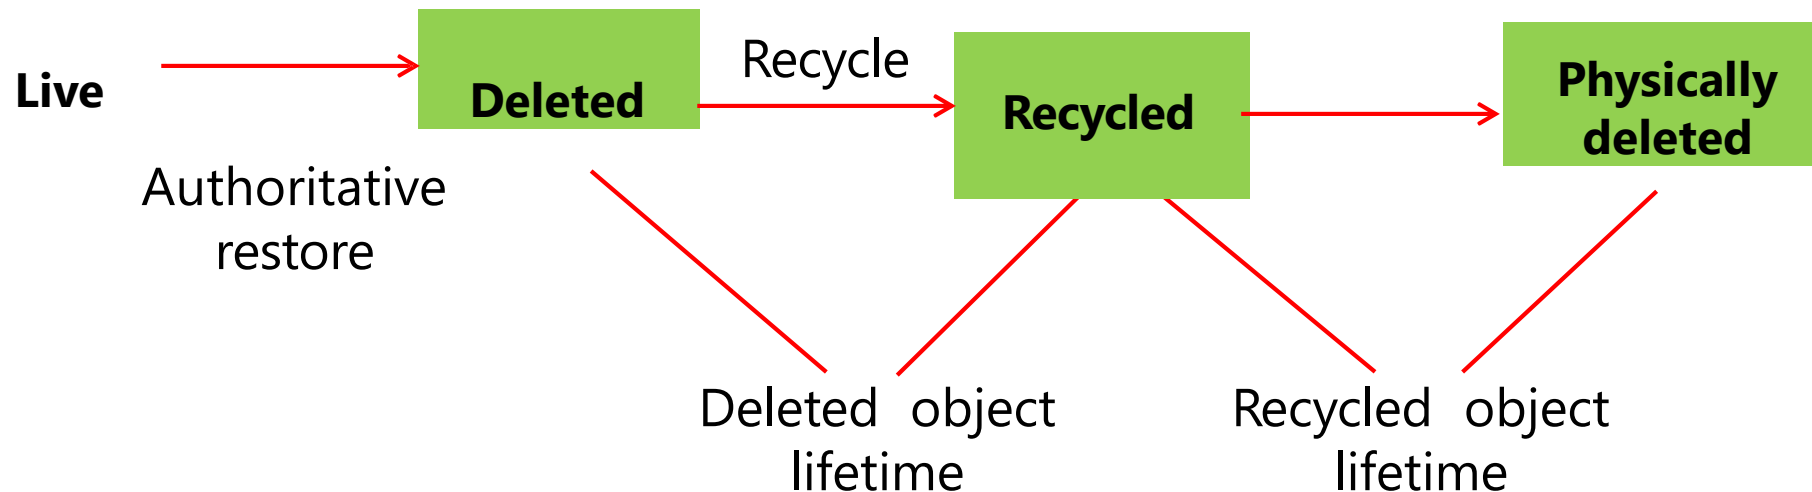 Live
Deleted
Recycle
Recycled
Physically
deleted
Authoritative
restore
Deleted object
lifetime
Recycled object
lifetime